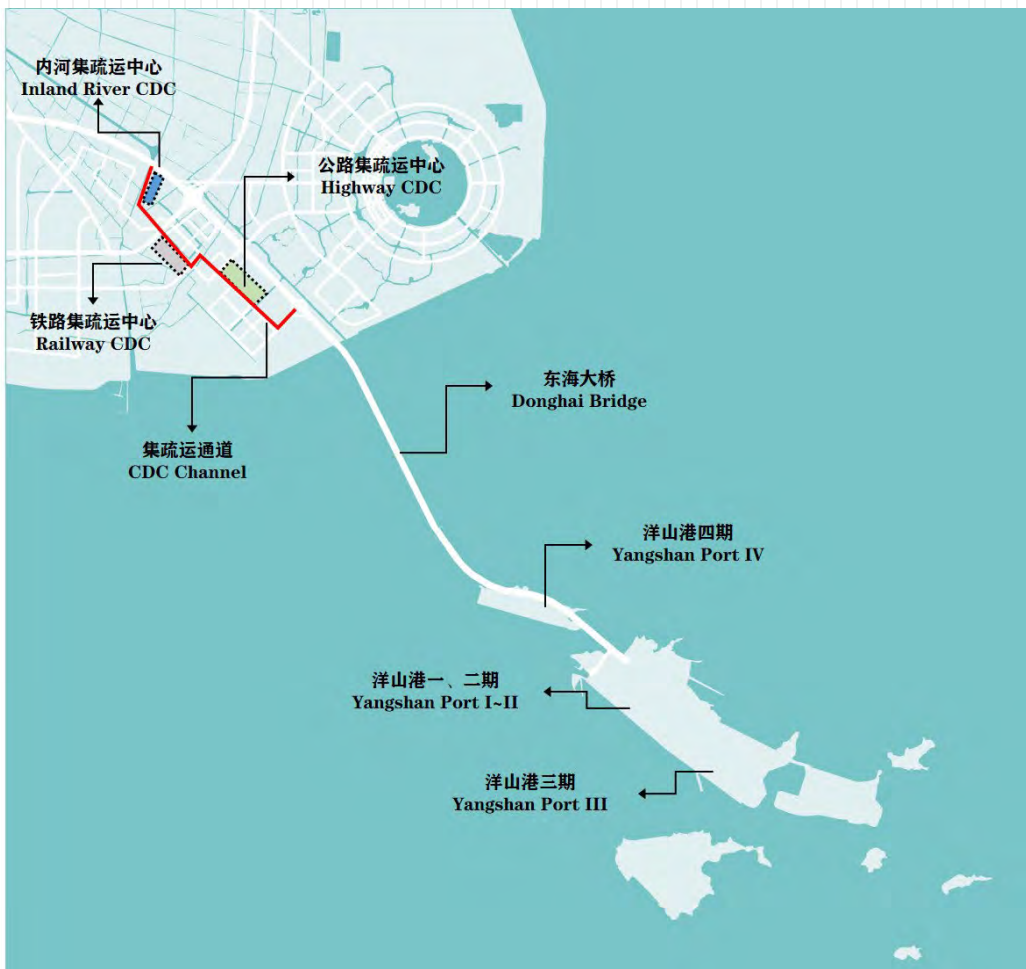 内河集疏运中心
Inland River CDC
公路集疏运中心
Highway CDC
铁路集疏运中心
Railway CDC
东海大桥
Donghai Bridge
集疏运通道
CDC Channel
洋山港四期
Yangshan Port IV
洋山港一、二期
Yangshan Port I~II
洋山港三期
Yangshan Port III